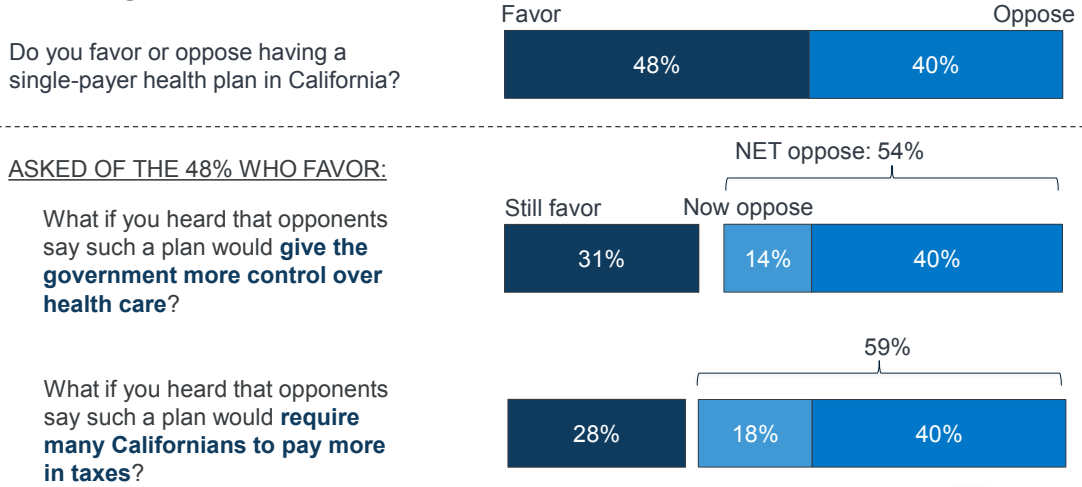 Favor Oppose
Do you favor or oppose having a
single-payer health plan in California?
48% 40%
ASKED OF THE 48% WHO FAVOR:
NET oppose: 54%
Still favor Now oppose
What if you heard that opponents
say such a plan would give the
government more control over
health care?
31% 14% 40%
59%
What if you heard that opponents
say such a plan would require
many Californians to pay more
in taxes?
28% 18% 40%